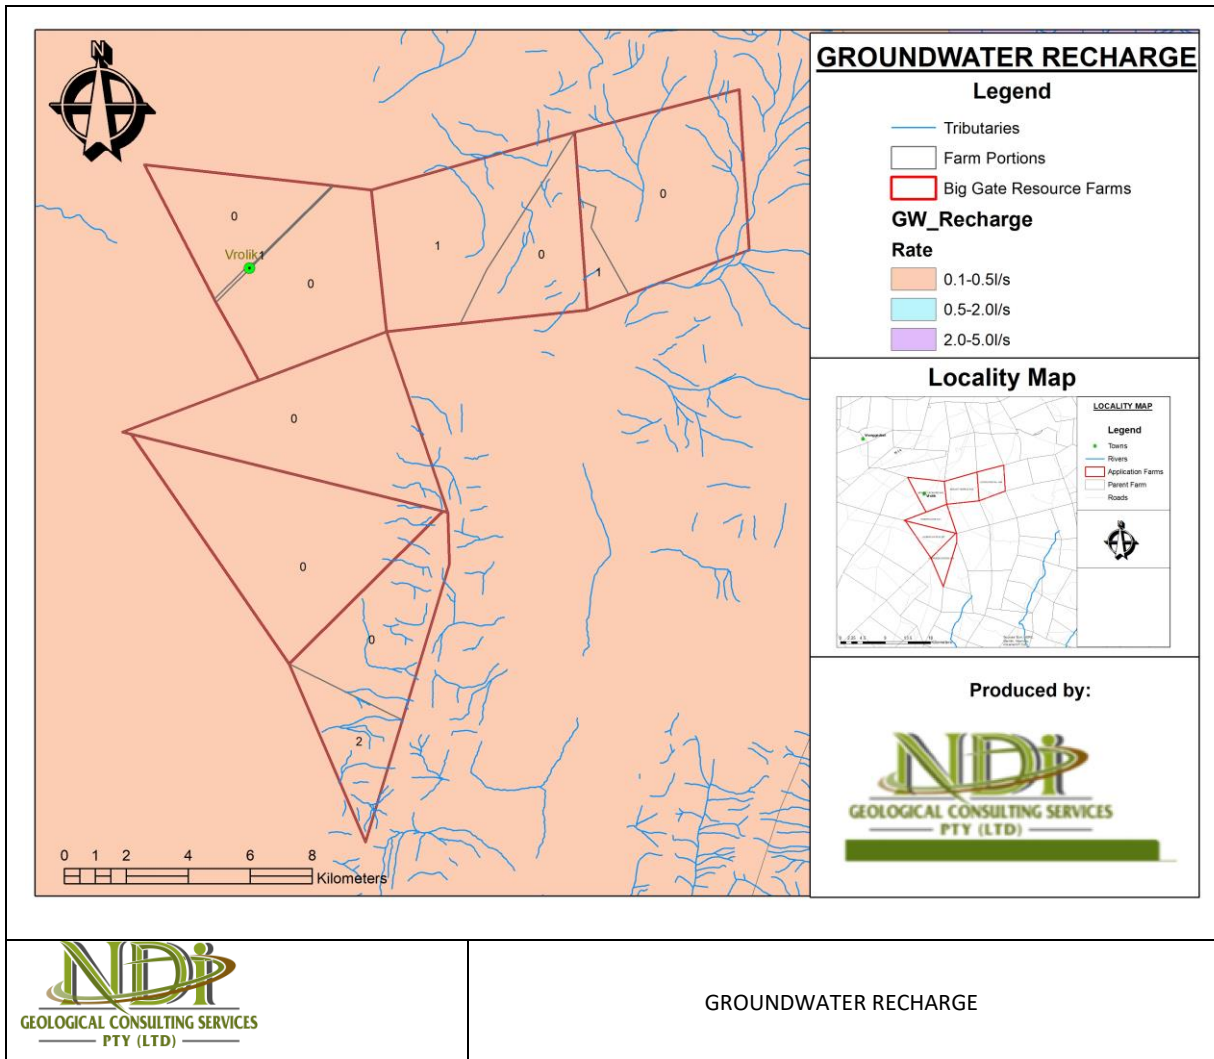 N
GROUNDWATER RECHARGE
Legend
Tributaries
Farm Portions
Big Gate Resource Farms
GW_Recharge
Rate
0.1-0.5l/s
0.5-2.0l/s
2.0-5.0l/s
0
Vrolik
1
0
1
0
0
1
0
0
0
2
0 1 2 4 6 8
Kilometers
Locality Map
LOCALITY MAP
Legend
Towns
Rivers
Application Farms
Parent Farm
Roads
Produced by:
NDi
GEOLOGICAL CONSULTING SERVICES
PTY (LTD)
NDi
GEOLOGICAL CONSULTING SERVICES
PTY (LTD)
GROUNDWATER RECHARGE